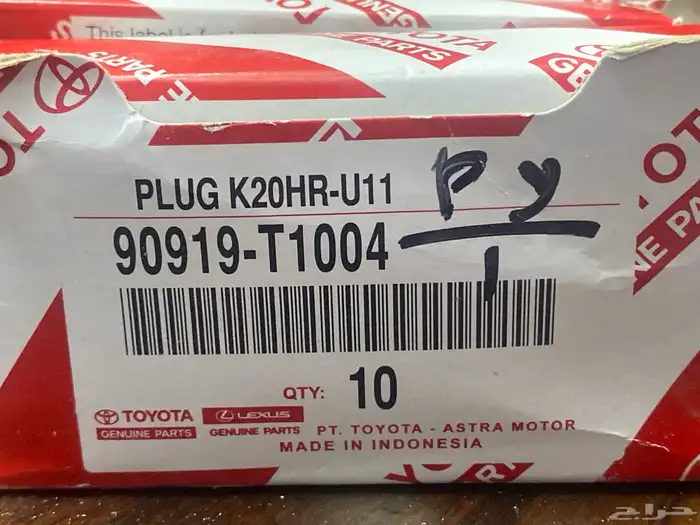 This label is
TOYOTA
GENUINE PARTS
PLUG K20HR-U11
90919-T1004
QTY: 10
TOYOTA LEXUS
GENUINE PARTS GENUINE PARTS PT. TOYOTA - ASTRA MOTOR
MADE IN INDONESIA
حراج